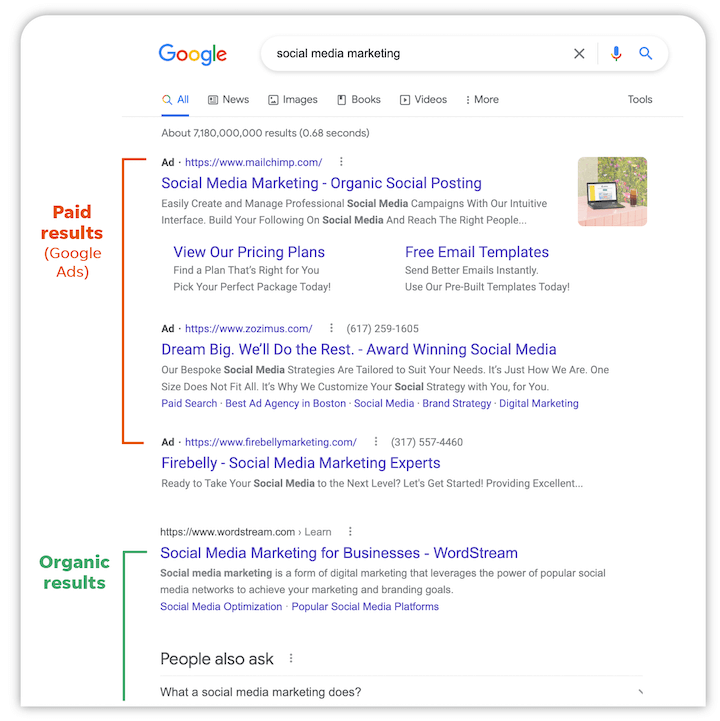 Google
social media marketing
All News Images Books Videos More Tools
About 7,180,000,000 results (0.68 seconds)
Paid
results
(Google
Ads)
Ad · https://www.mailchimp.com/
Social Media Marketing - Organic Social Posting
Easily Create and Manage Professional Social Media Campaigns With Our Intuitive
Interface. Build Your Following On Social Media And Reach The Right People...
View Our Pricing Plans
Find a Plan That's Right for You
Pick Your Perfect Package Today!
Free Email Templates
Send Better Emails Instantly.
Use Our Pre-Built Templates Today!
Ad · https://www.zozimus.com/ (617) 259-1605
Dream Big. We'll Do the Rest. - Award Winning Social Media
Our Bespoke Social Media Strategies Are Tailored to Suit Your Needs. It's Just How We Are. One
Size Does Not Fit All. It's Why We Customize Your Social Strategy with You, for You.
Paid Search · Best Ad Agency in Boston · Social Media · Brand Strategy · Digital Marketing
Ad · https://www.firebellymarketing.com/ (317) 557-4460
Firebelly - Social Media Marketing Experts
Ready to Take Your Social Media to the Next Level? Let's Get Started! Providing Excellent...
Organic
results
https://www.wordstream.com › Learn
Social Media Marketing for Businesses - WordStream
Social media marketing is a form of digital marketing that leverages the power of popular social
media networks to achieve your marketing and branding goals.
Social Media Optimization · Popular Social Media Platforms
People also ask
What a social media marketing does?